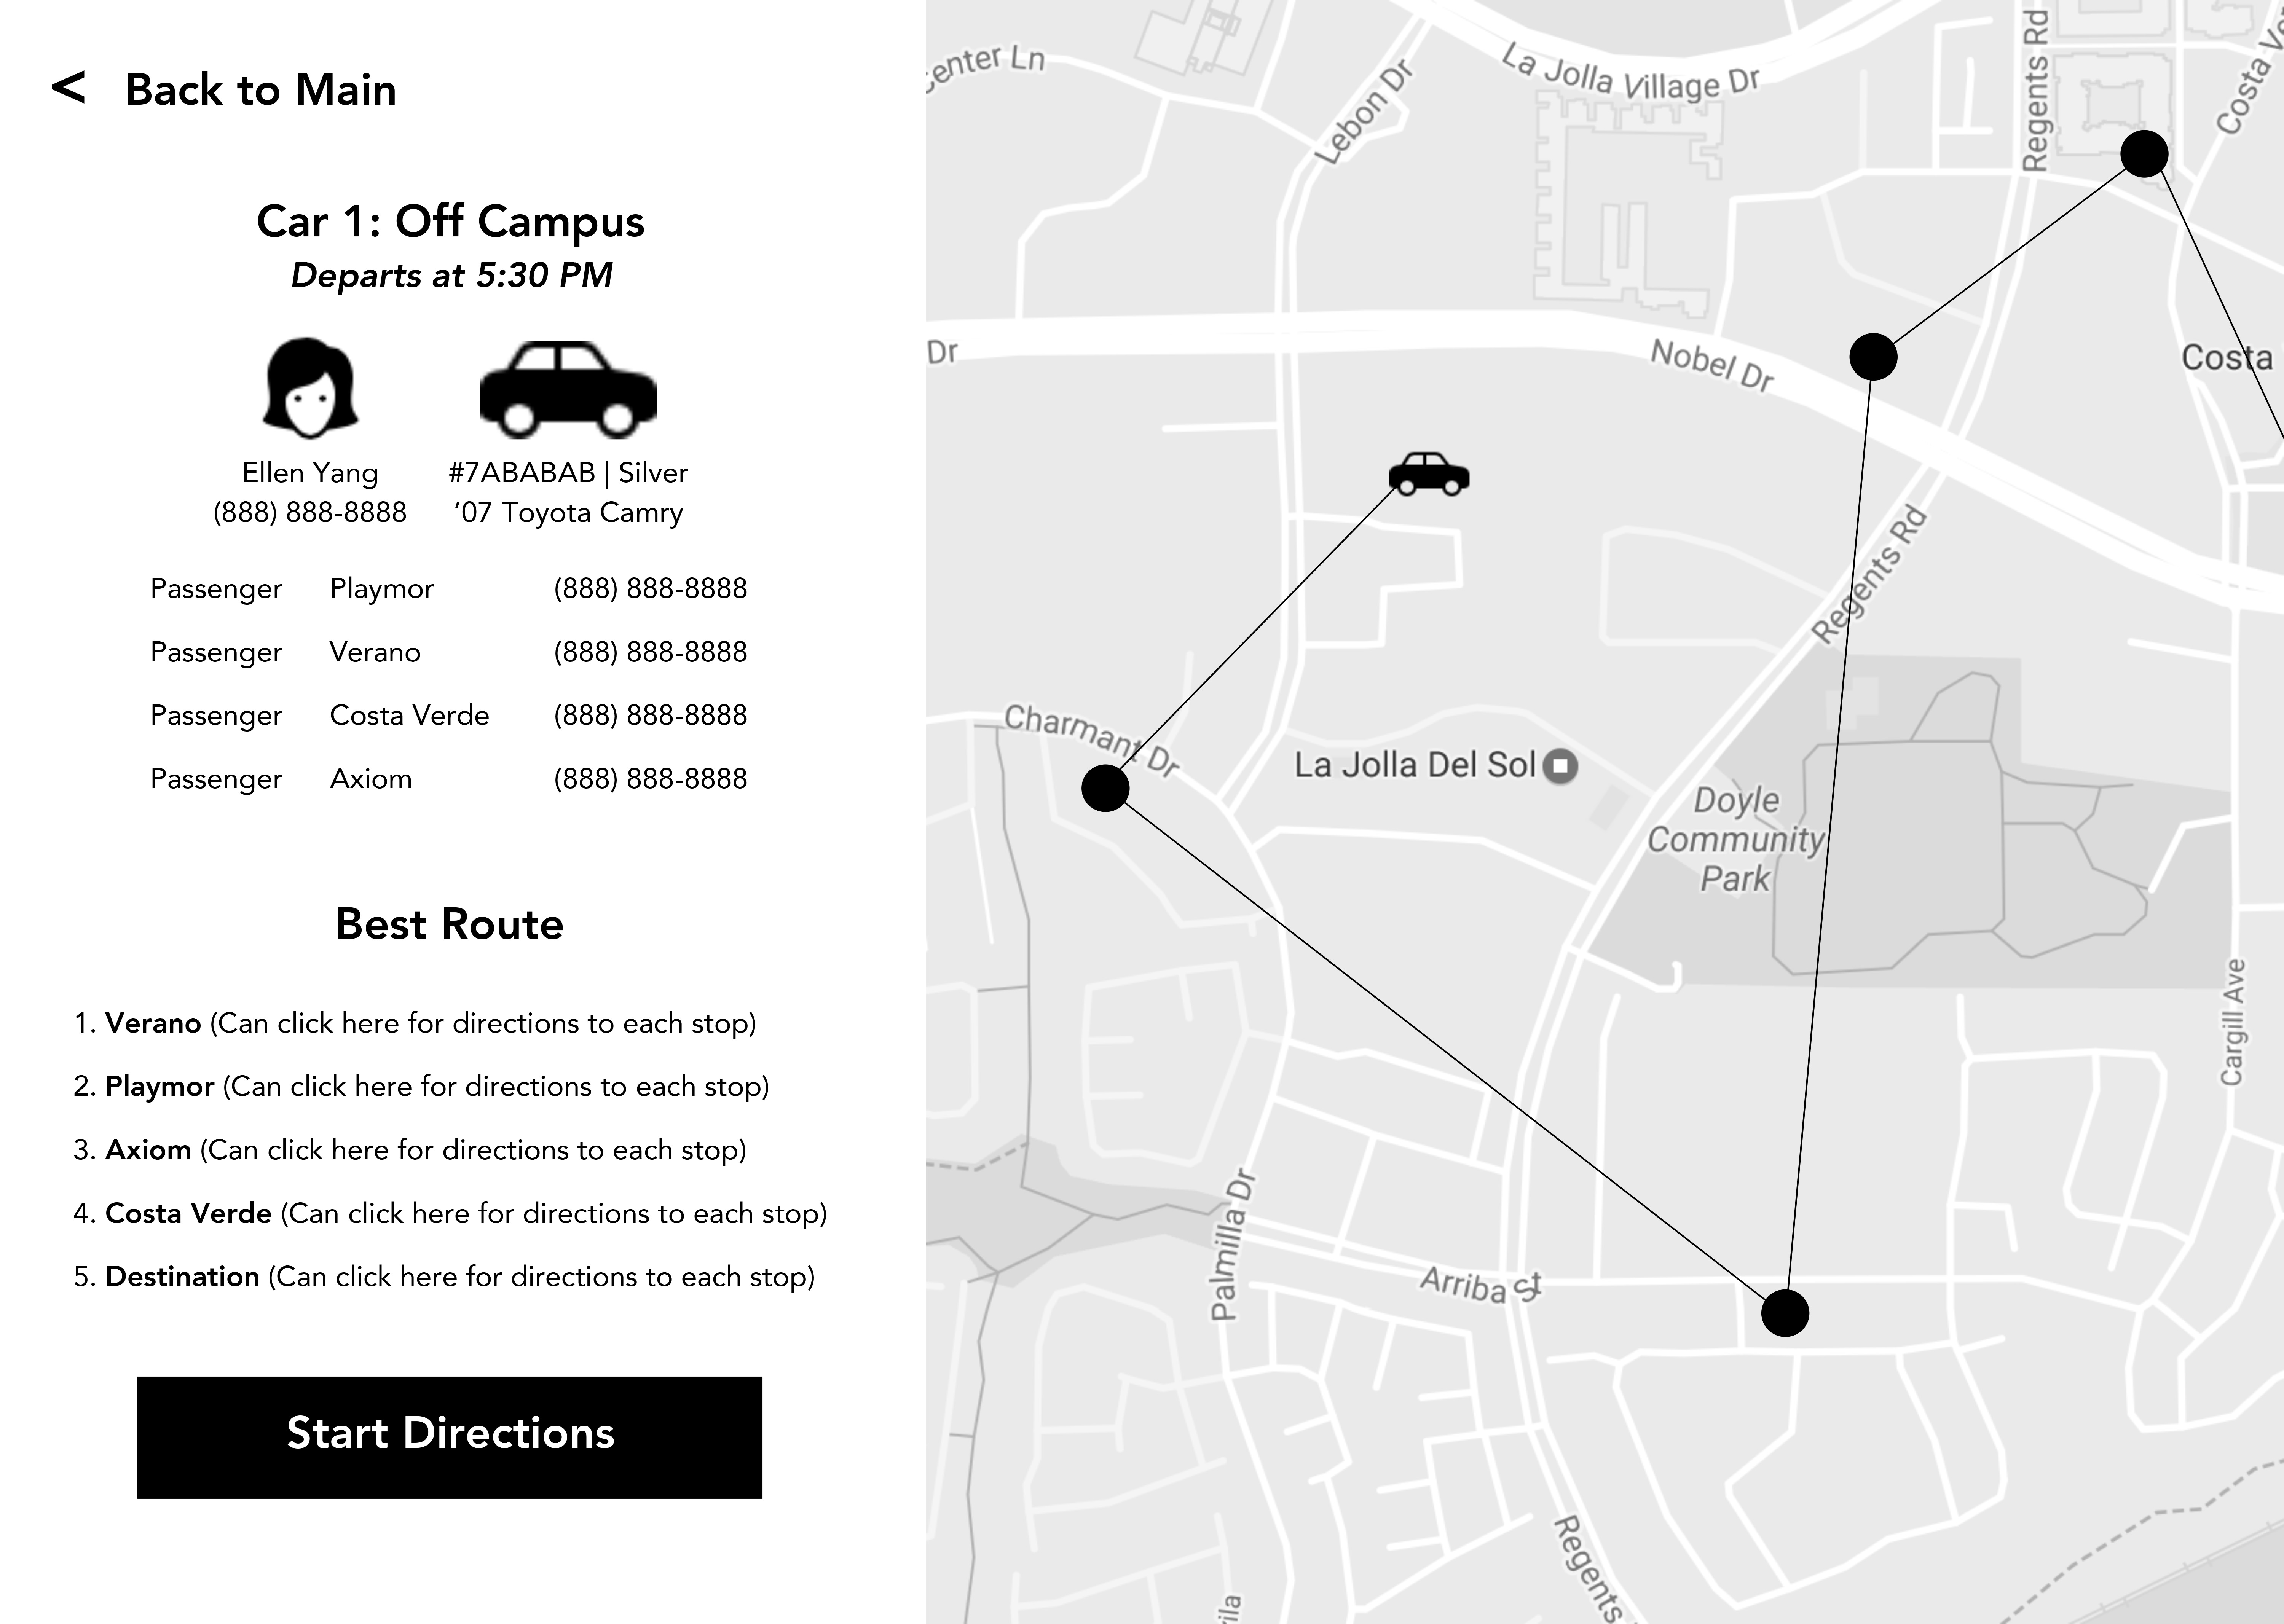 < Back to Main
Car 1: Off Campus
Departs at 5:30 PM
Ellen Yang
(888) 888-8888
#7ABABAB | Silver
’07 Toyota Camry
Passenger Playmor (888) 888-8888
Passenger Verano (888) 888-8888
Passenger Costa Verde (888) 888-8888
Passenger Axiom (888) 888-8888
Best Route
1. Verano (Can click here for directions to each stop)
2. Playmor (Can click here for directions to each stop)
3. Axiom (Can click here for directions to each stop)
4. Costa Verde (Can click here for directions to each stop)
5. Destination (Can click here for directions to each stop)
Start Directions
enter Ln
Lebon Dr
La Jolla Village Dr
Regents Rd
Costa Ve
Dr
Nobel Dr
Costa
Regents Rd
Charmant Dr
La Jolla Del Sol
Doyle
Community
Park
Cargill Ave
Palmilla Dr
Arriba St
Regents